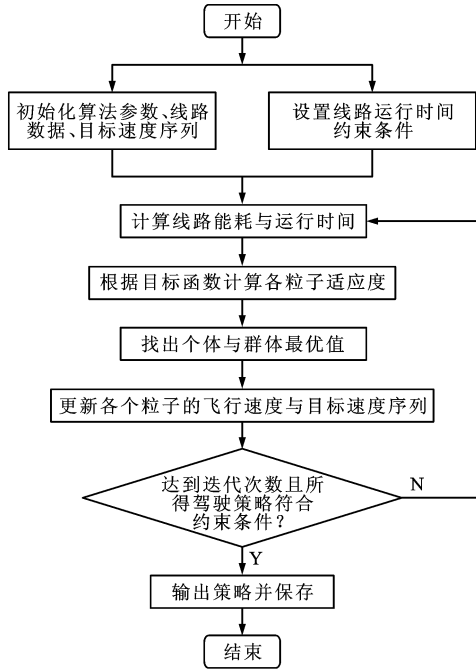 开始
初始化算法参数、线路
数据、目标速度序列
设置线路运行时间
约束条件
计算线路能耗与运行时间
根据目标函数计算各粒子适应度
找出个体与群体最优值
更新各个粒子的飞行速度与目标速度序列
达到迭代次数且所
得驾驶策略符合
约束条件？
N
Y
输出策略并保存
结束